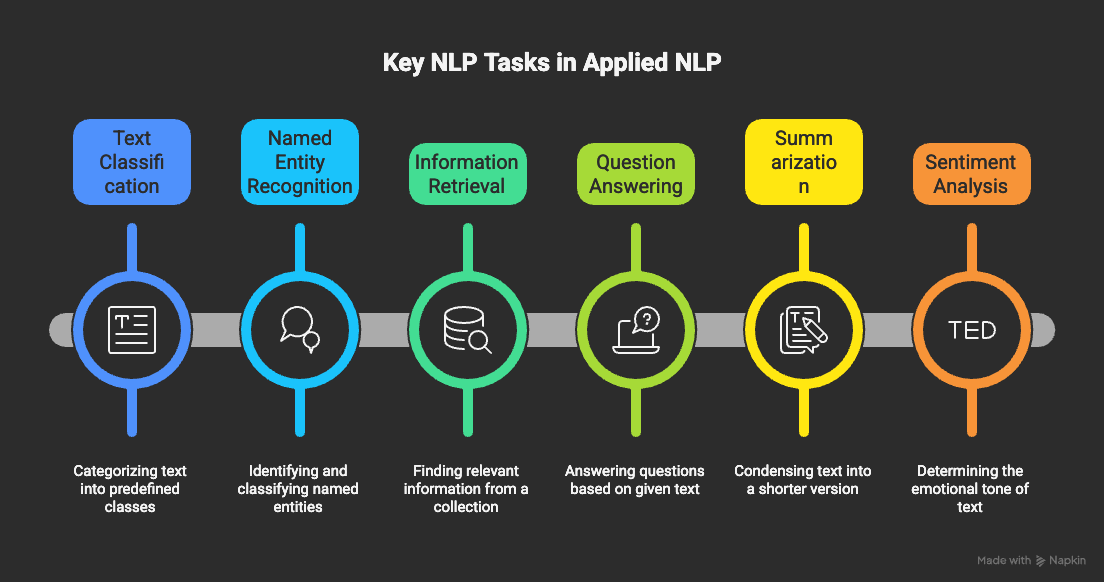 Key NLP Tasks in Applied NLP
Text
Classifi
cation
Named
Entity
Recognition
Information
Retrieval
Question
Answering
Summ
arizatio
n
Sentiment
Analysis
T
?
T
TED
Categorizing text
into predefined
classes
Identifying and
classifying named
entities
Finding relevant
information from a
collection
Answering questions
based on given text
Condensing text into
a shorter version
Determining the
emotional tone of
text
Made with Napkin